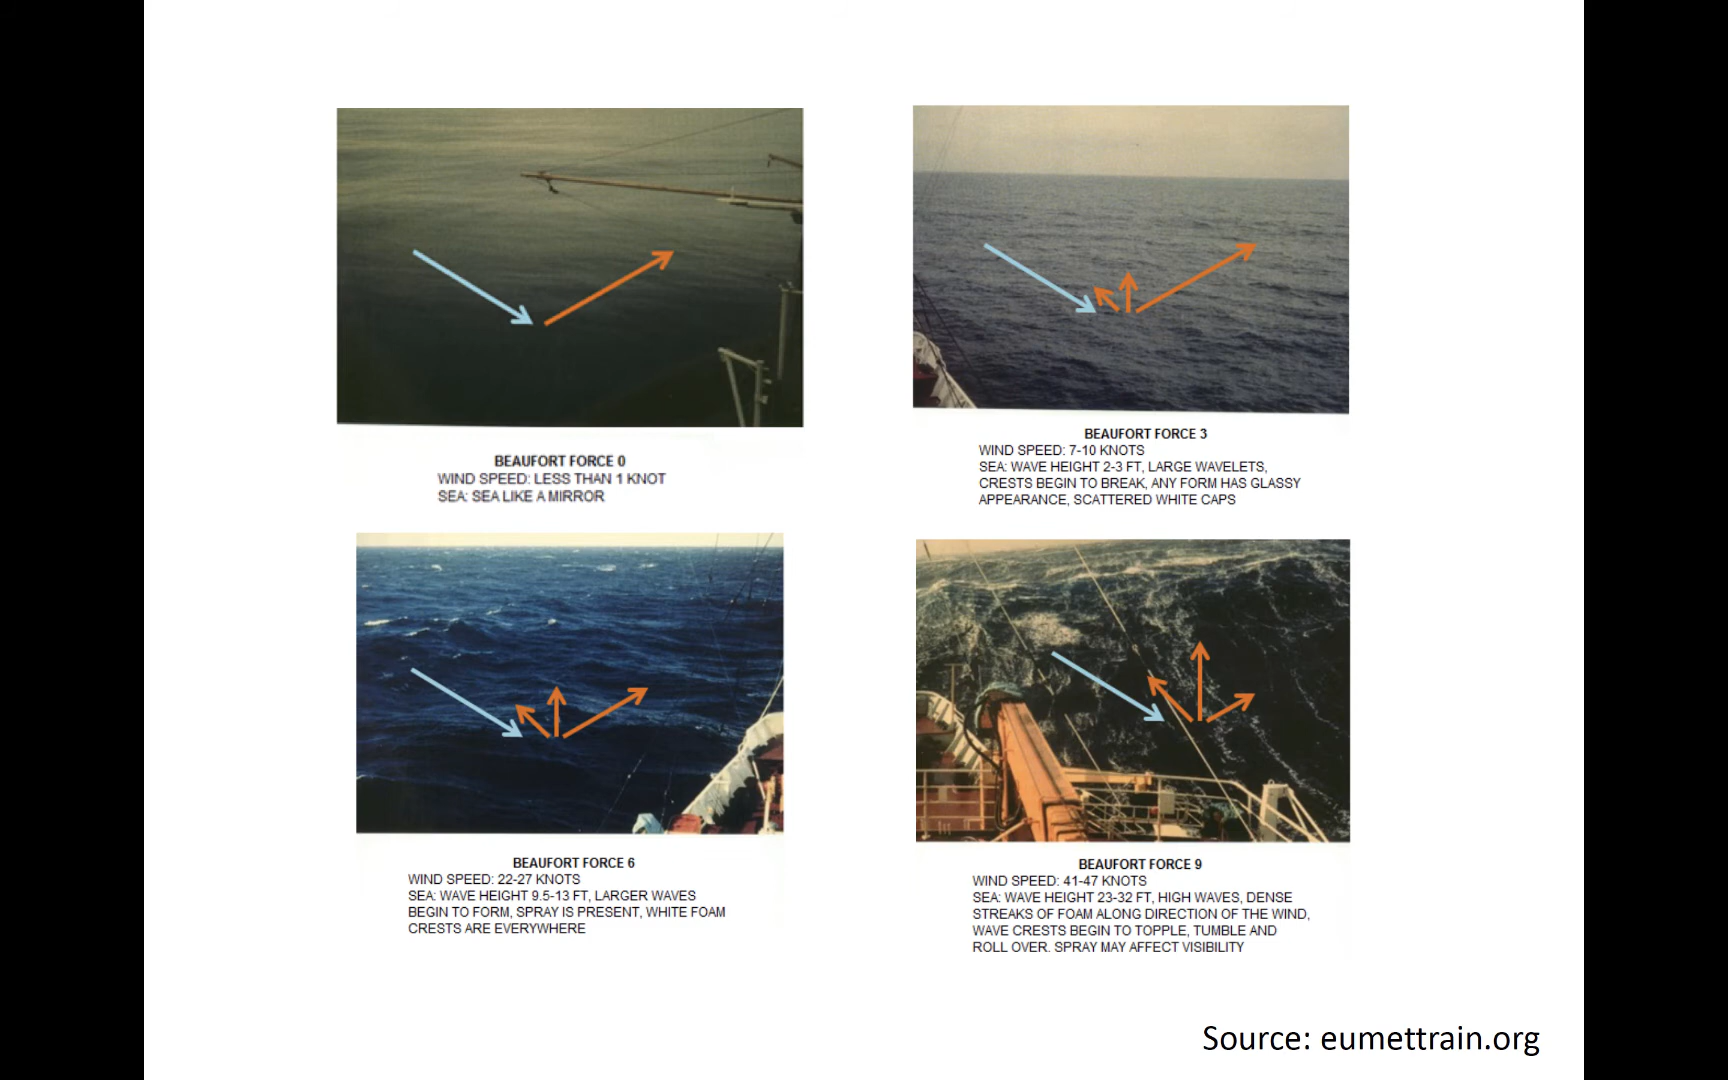 BEAUFORT FORCE 0
WIND SPEED: LESS THAN 1 KNOT
SEA: SEA LIKE A MIRROR
BEAUFORT FORCE 3
WIND SPEED: 7-10 KNOTS
SEA: WAVE HEIGHT 2-3 FT, LARGE WAVELETS,
CRESTS BEGIN TO BREAK, ANY FORM HAS GLASSY
APPEARANCE, SCATTERED WHITE CAPS
BEAUFORT FORCE 6
WIND SPEED: 22-27 KNOTS
SEA: WAVE HEIGHT 9.5-13 FT, LARGER WAVES
BEGIN TO FORM, SPRAY IS PRESENT, WHITE FOAM
CRESTS ARE EVERYWHERE
BEAUFORT FORCE 9
WIND SPEED: 41-47 KNOTS
SEA: WAVE HEIGHT 23-32 FT, HIGH WAVES, DENSE
STREAKS OF FOAM ALONG DIRECTION OF THE WIND,
WAVE CRESTS BEGIN TO TOPPLE, TUMBLE AND
ROLL OVER. SPRAY MAY AFFECT VISIBILITY
Source: eumettrain.org